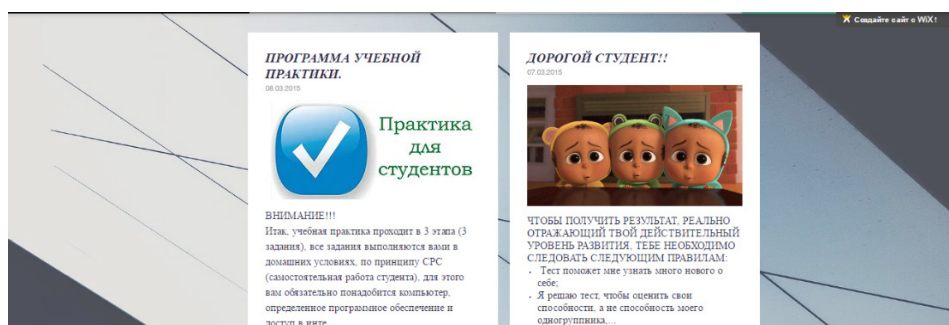 Создайте сайт с WiX!
ПРОГРАММА УЧЕБНОЙ
ПРАКТИКИ.
08.03.2015
Практика
для
студентов
ВНИМАНИЕ!!!
Итак, учебная практика проходит в 3 этапа (3
задания), все задания выполняются вами в
домашних условиях, по принципу СРС
(самостоятельная работа студента), для этого
вам обязательно понадобится компьютер,
определенное программное обеспечение и
доступ в инте
ДОРОГОЙ СТУДЕНТ!!
07.03.2015
ЧТОБЫ ПОЛУЧИТЬ РЕЗУЛЬТАТ, РЕАЛЬНО
ОТРАЖАЮЩИЙ ТВОЙ ДЕЙСТВИТЕЛЬНЫЙ
УРОВЕНЬ РАЗВИТИЯ, ТЕБЕ НЕОБХОДИМО
СЛЕДОВАТЬ СЛЕДУЮЩИМ ПРАВИЛАМ:
Тест поможет мне узнать много нового о
себе;
Я решаю тест, чтобы оценить свои
способности, а не способность моего
одногруппника,...